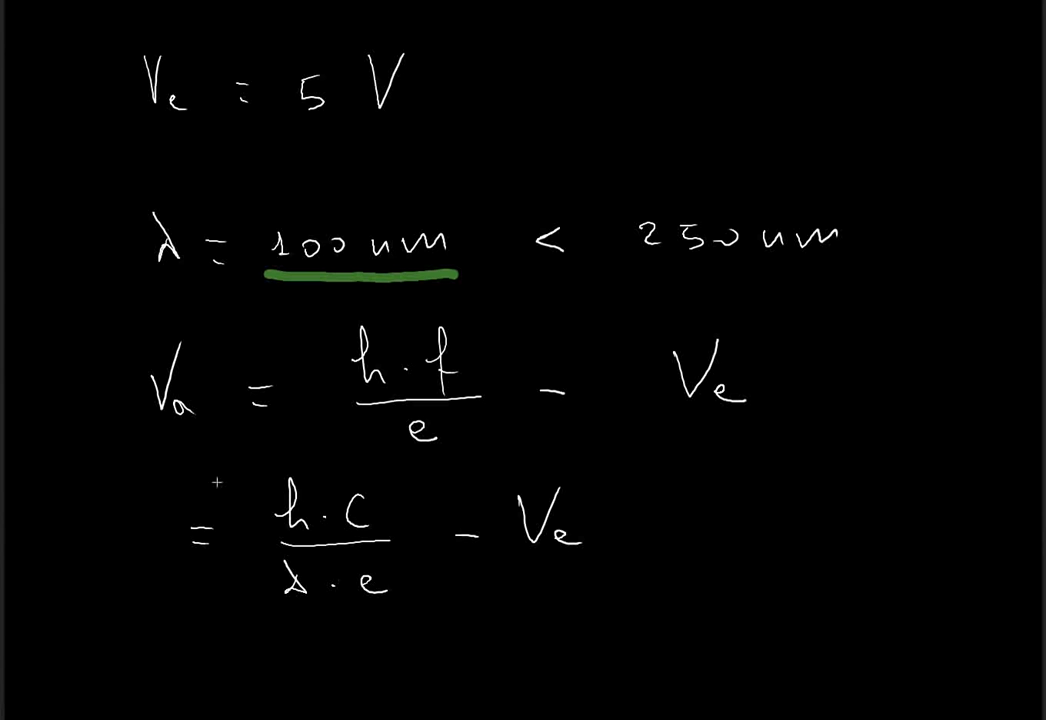 Ve = 5 V
λ = 100 nm < 250 nm
Va = h · f / e - Ve
= h · c / λ · e - Ve